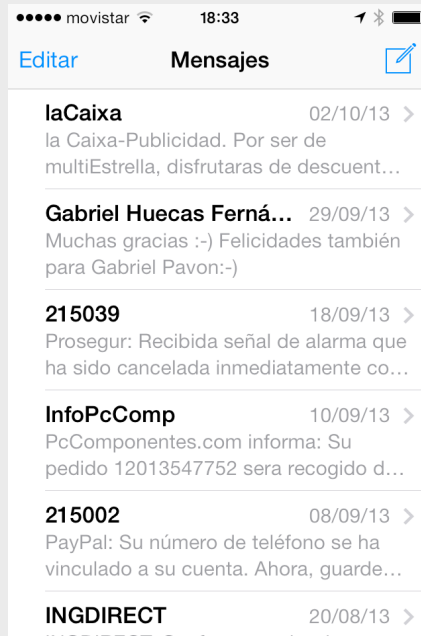 movistar 18:33
Editar Mensajes
laCaixa 02/10/13
la Caixa-Publicidad. Por ser de
multiEstrella, disfrutaras de descuent...
Gabriel Huecas Ferná... 29/09/13
Muchas gracias :-) Felicidades también
para Gabriel Pavon:-)
215039 18/09/13
Prosegur: Recibida señal de alarma que
ha sido cancelada inmediatamente co...
InfoPcComp 10/09/13
PcComponentes.com informa: Su
pedido 12013547752 sera recogido d...
215002 08/09/13
PayPal: Su número de teléfono se ha
vinculado a su cuenta. Ahora, guarde...
INGDIRECT 20/08/13